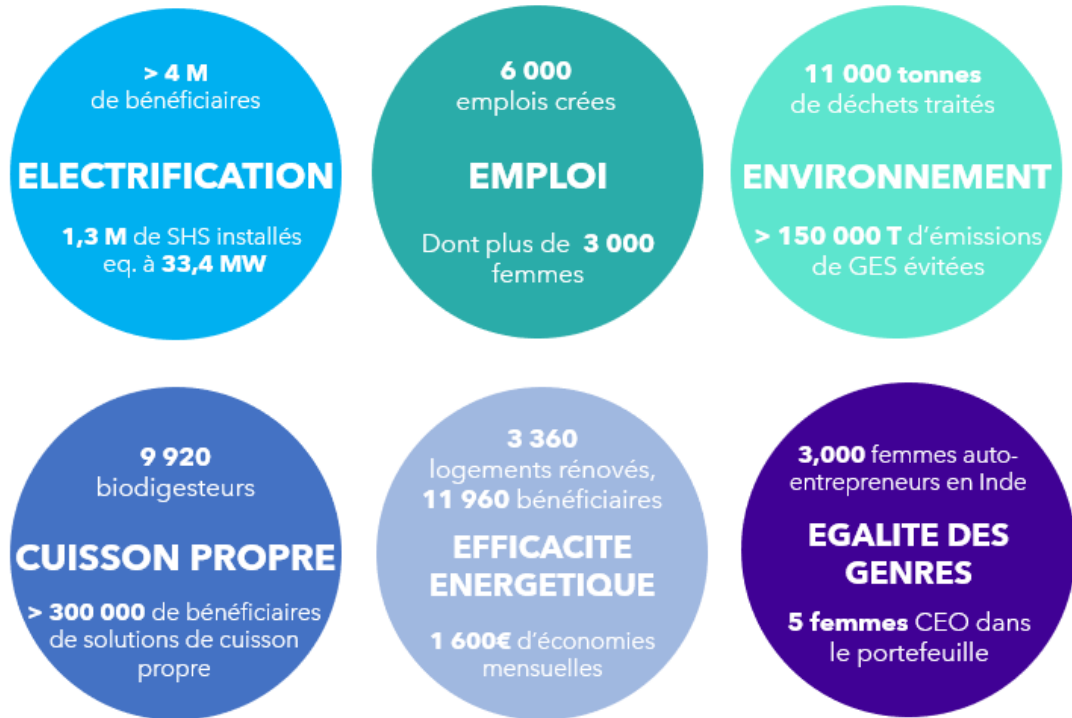 > 4 M
de bénéficiaires
ELECTRIFICATION
1,3 M de SHS installés
eq. à 33,4 MW
6 000
emplois crées
EMPLOI
Dont plus de 3 000
femmes
11 000 tonnes
de déchets traités
ENVIRONNEMENT
> 150 000 T d'émissions
de GES évitées
9 920
biodigesteurs
CUISSON PROPRE
> 300 000 de bénéficiaires
de solutions de cuisson
propre
3 360
logements rénovés,
11 960 bénéficiaires
EFFICACITE
ENERGETIQUE
1 600€ d'économies
mensuelles
3,000 femmes auto-
entrepreneurs en Inde
EGALITE DES
GENRES
5 femmes CEO dans
le portefeuille